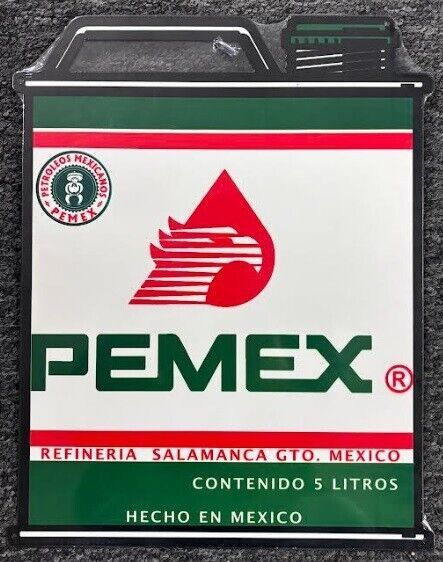 PETROLEOS MEXICANOS
PEMEX
PEMEX ®
REFINERIA SALAMANCA GTO. MEXICO
CONTENIDO 5 LITROS
HECHO EN MEXICO